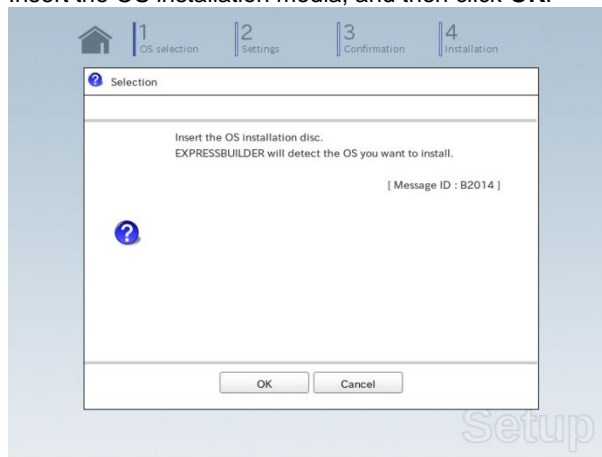 Insert the OS installation media, and then click OK.
1 OS selection
2 Settings
3 Confirmation
4 Installation
Selection
Insert the OS installation disc.
EXPRESSBUILDER will detect the OS you want to install.
[ Message ID : B2014 ]
OK
Cancel
Setup